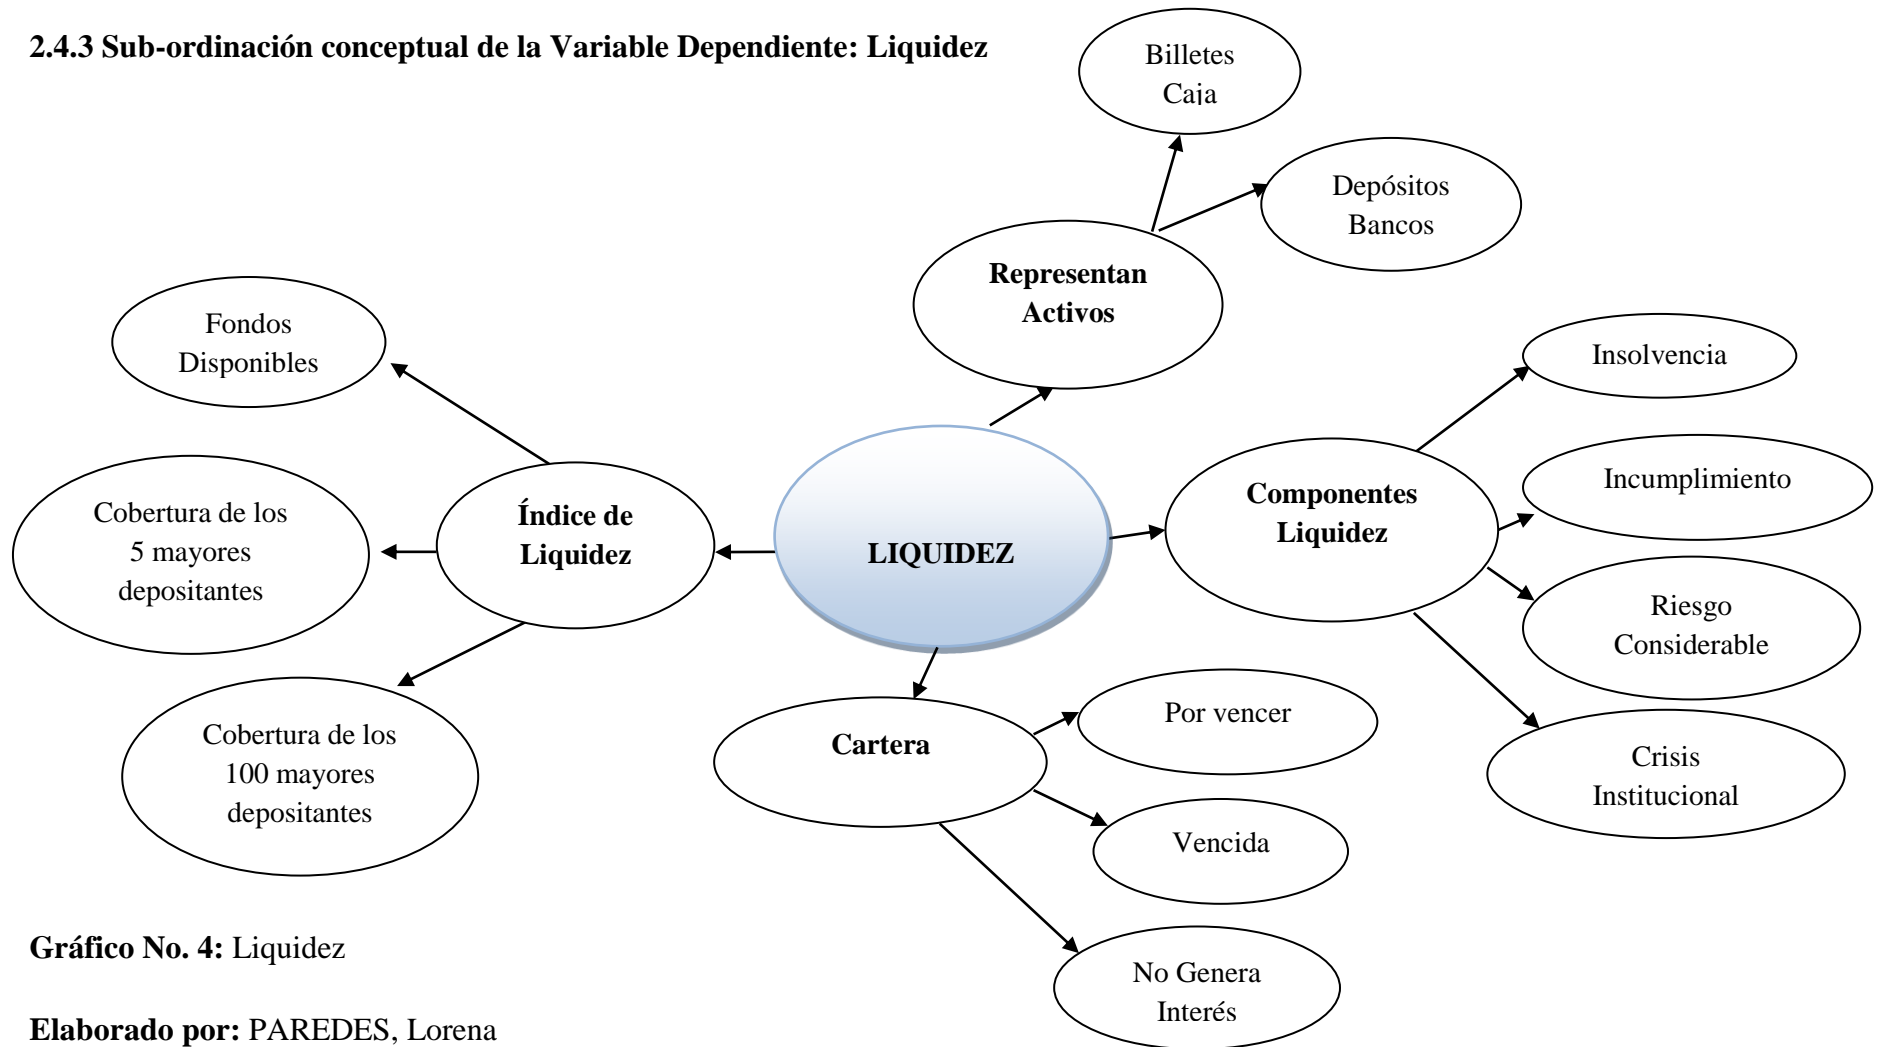 2.4.3 Sub-ordinación conceptual de la Variable Dependiente: Liquidez
Billetes
Caja
Depósitos
Bancos
Representan
Activos
Fondos
Disponibles
Insolvencia
Incumplimiento
Componentes
Liquidez
Índice de
Liquidez
Cobertura de los
5 mayores
depositantes
LIQUIDEZ
Riesgo
Considerable
Por vencer
Cartera
Cobertura de los
100 mayores
depositantes
Crisis
Institucional
Vencida
No Genera
Interés
Gráfico No. 4: Liquidez
Elaborado por: PAREDES, Lorena